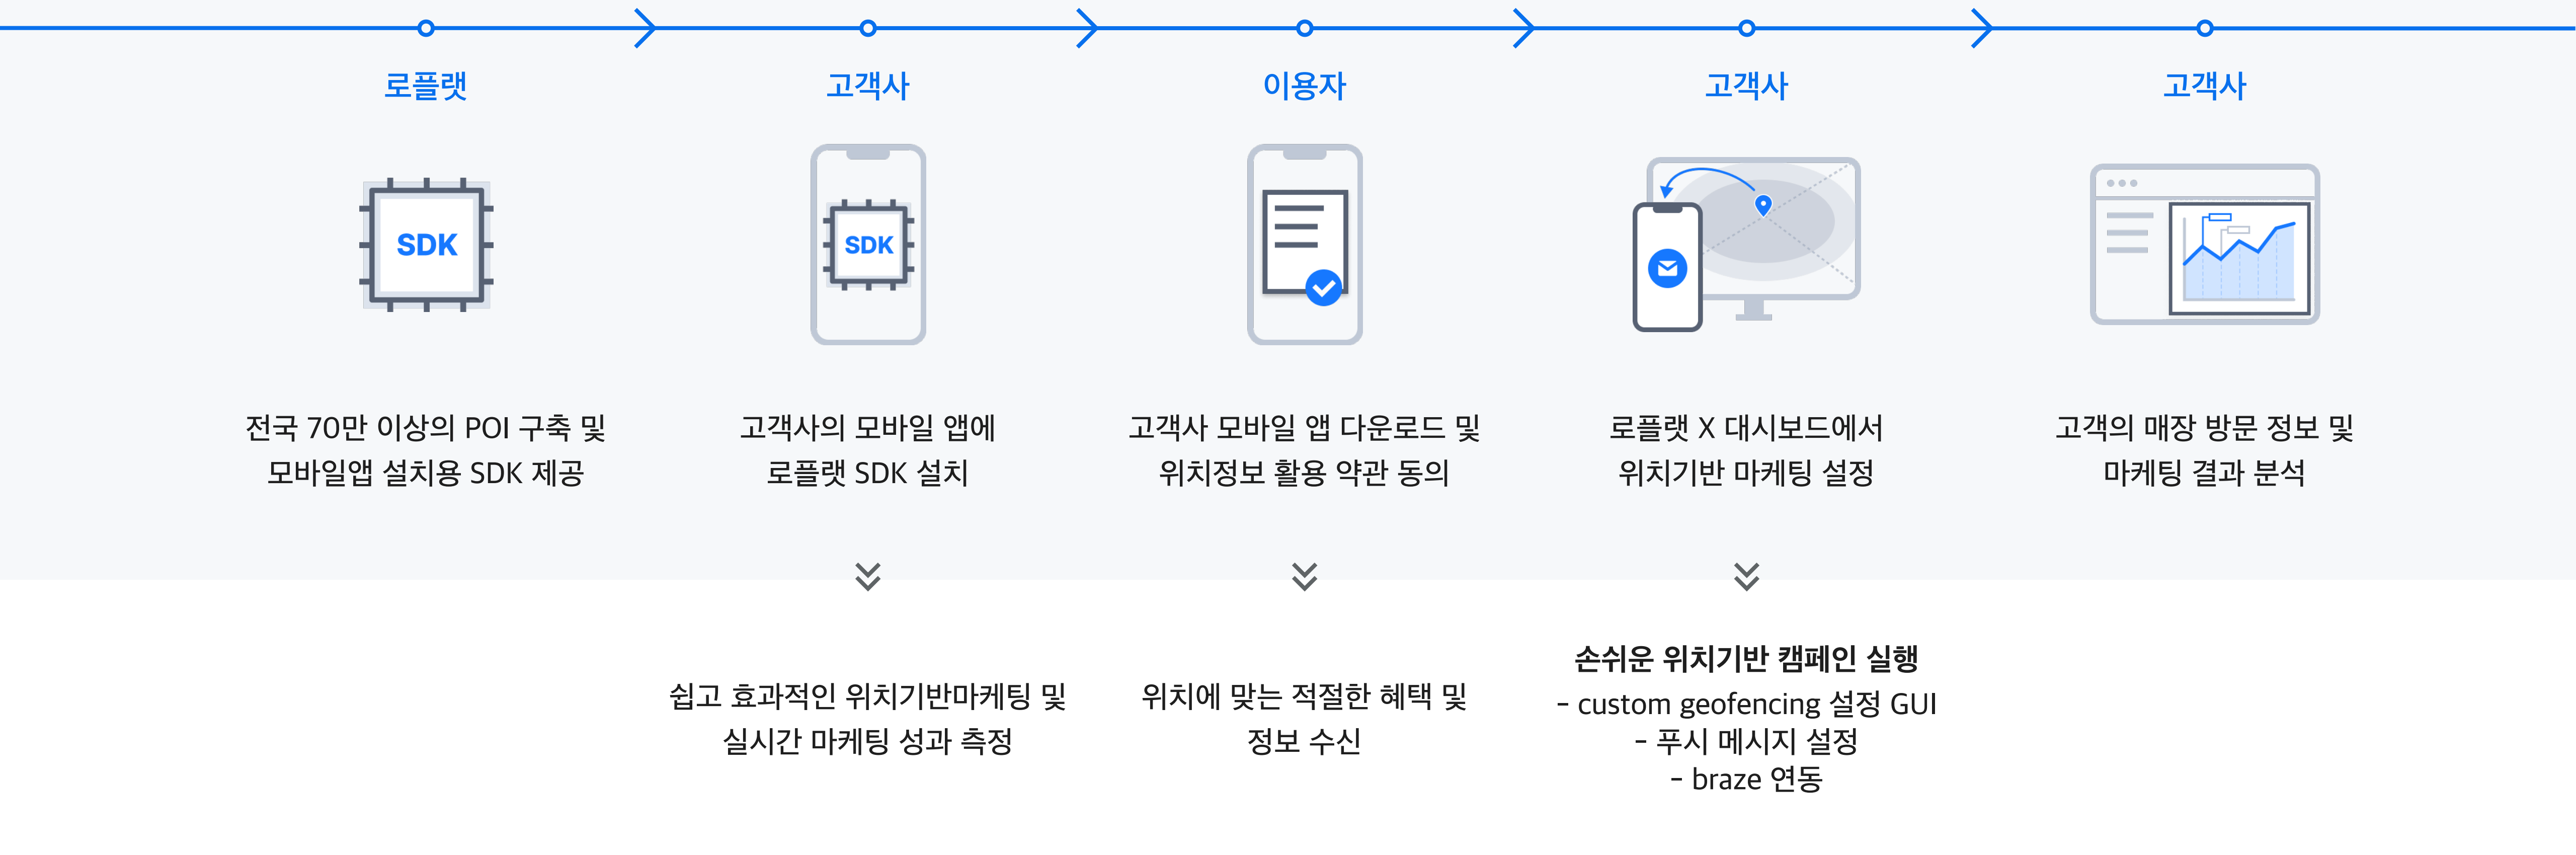 로플랫
고객사
이용자
고객사
고객사
SDK
SDK
전국 70만 이상의 POI 구축 및
모바일앱 설치용 SDK 제공
고객사의 모바일 앱에
로플랫 SDK 설치
고객사 모바일 앱 다운로드 및
위치정보 활용 약관 동의
로플랫 X 대시보드에서
위치기반 마케팅 설정
고객의 매장 방문 정보 및
마케팅 결과 분석
쉽고 효과적인 위치기반마케팅 및
실시간 마케팅 성과 측정
위치에 맞는 적절한 혜택 및
정보 수신
손쉬운 위치기반 캠페인 실행
- custom geofencing 설정 GUI
- 푸시 메시지 설정
- braze 연동